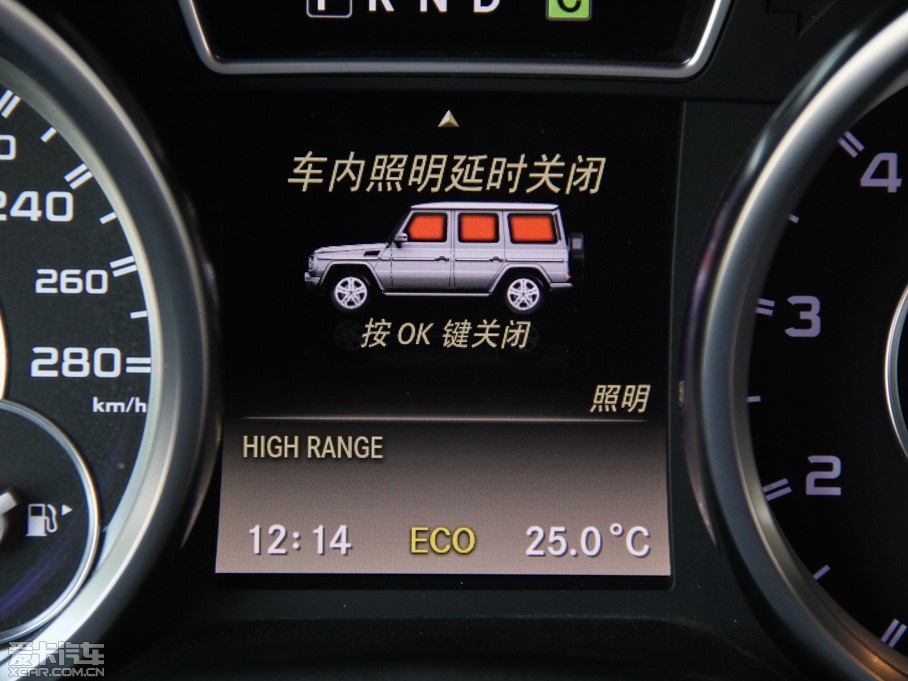 P R N D C
车内照明延时关闭
按 OK 键关闭
照明
HIGH RANGE
12:14 ECO 25.0°C
240
260
280
km/h
4
3
2
爱卡汽车
XCAR.COM.CN